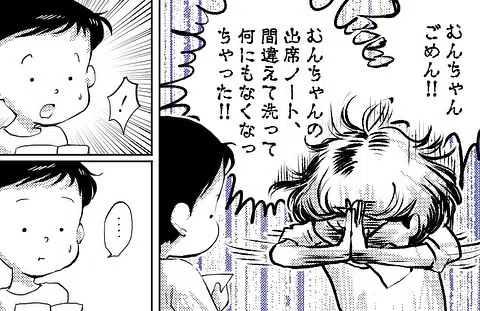 むんちゃん
ごめん!!
むんちゃんの
出席ノート、
間違えて洗って
何にもなくなっ
ちゃった!!
!
····